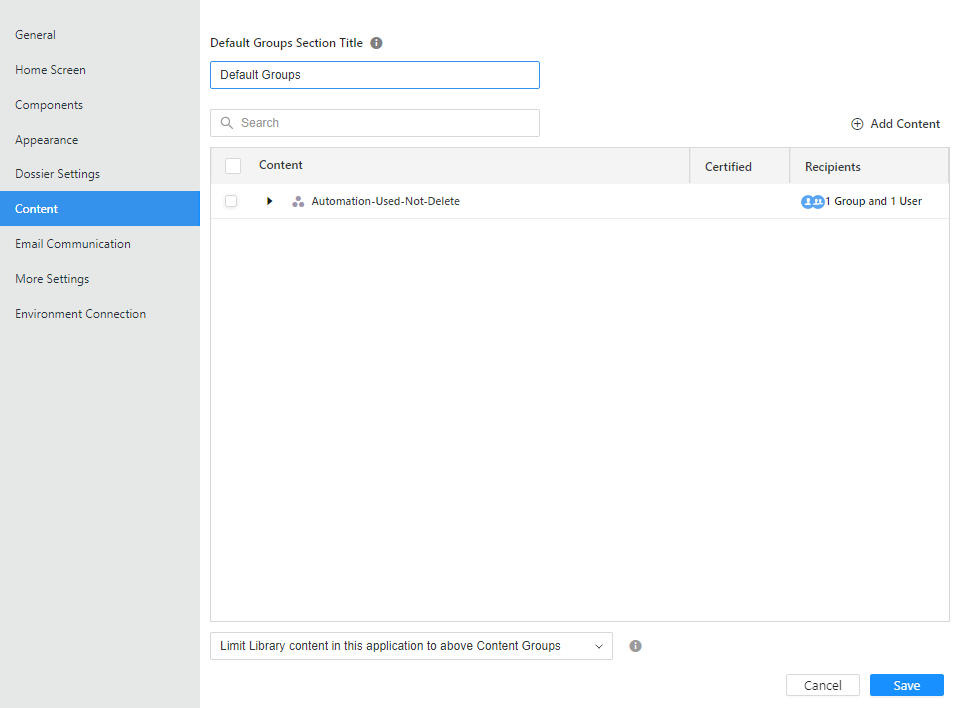 General
Home Screen
Components
Appearance
Dossier Settings
Content
Email Communication
More Settings
Environment Connection
Default Groups Section Title
Default Groups
Search
Add Content
Content Certified Recipients
Automation-Used-Not-Delete 1 Group and 1 User
Limit Library content in this application to above Content Groups
Cancel Save